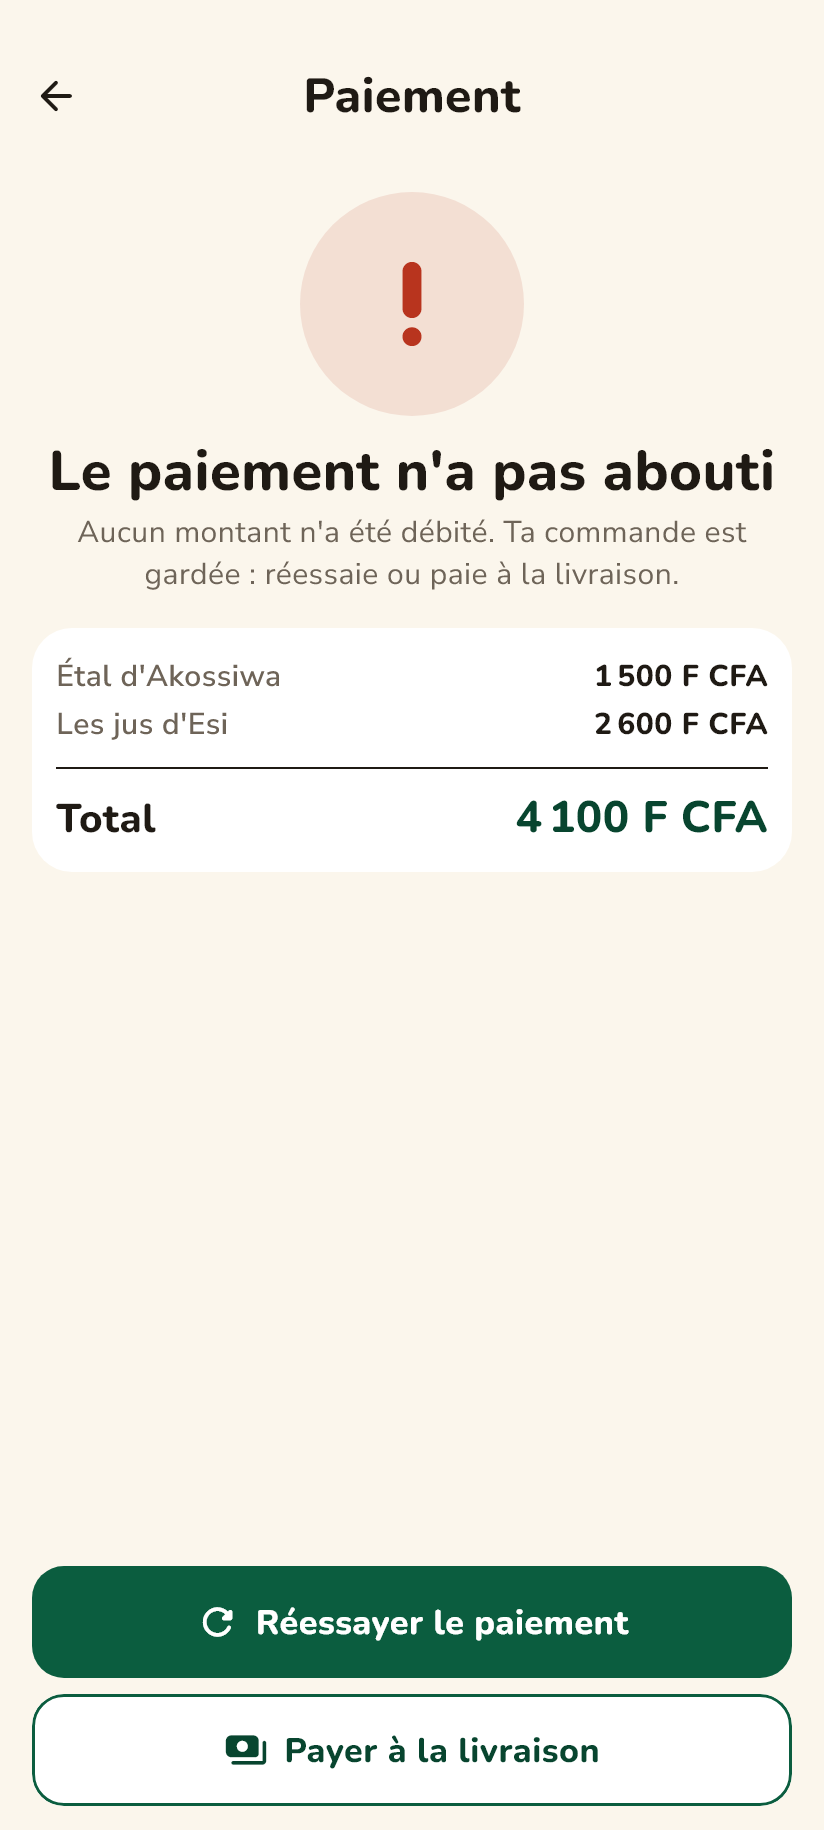 Paiement
Le paiement n'a pas abouti
Aucun montant n'a été débité. Ta commande est
gardée : réessaie ou paie à la livraison.
Étal d'Akossiwa 1 500 F CFA
Les jus d'Esi 2 600 F CFA
Total 4 100 F CFA
Réessayer le paiement
Payer à la livraison